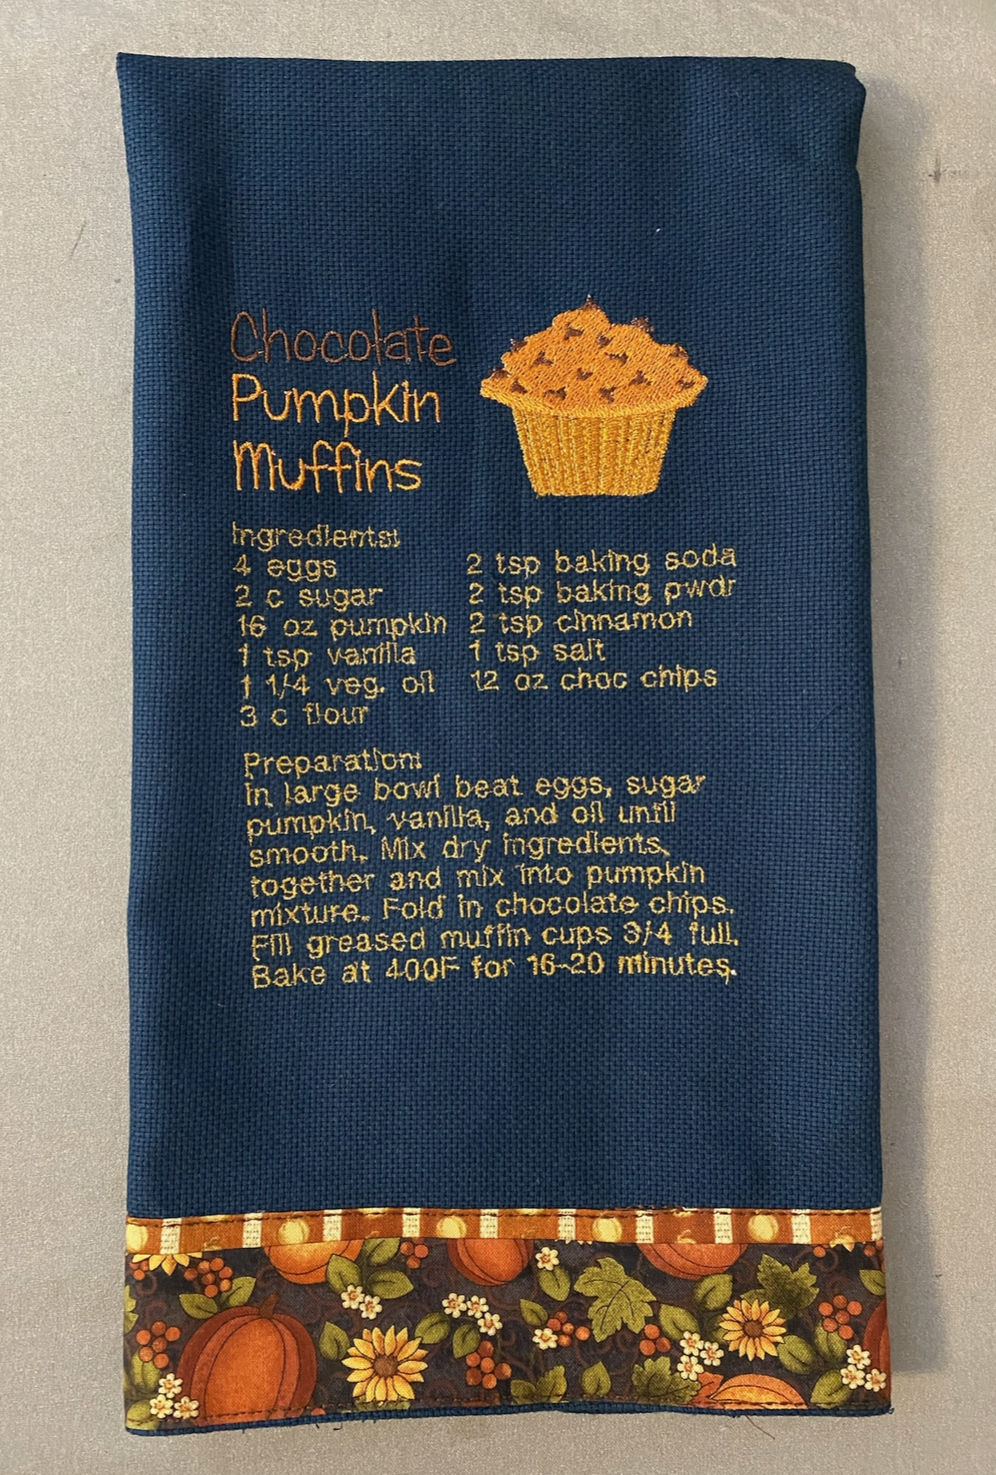 Chocolate
Pumpkin
Muffins
Ingredients:
4 eggs
2 c sugar
16 oz pumpkin
1 tsp vanilla
1 1/4 veg. oil
3 c flour
2 tsp baking soda
2 tsp baking pwdr
2 tsp cinnamon
1 tsp salt
12 oz choc chips
Preparation:
In large bowl beat eggs, sugar
pumpkin, vanilla, and oil until
smooth. Mix dry ingredients,
together and mix into pumpkin
mixture. Fold in chocolate chips.
Fill greased muffin cups 3/4 full.
Bake at 400F for 16-20 minutes.